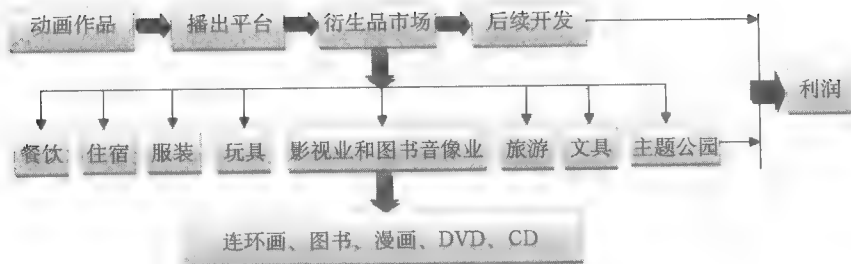 动画作品 播出平台 衍生品市场 后续开发
利润
餐饮 住宿 服装 玩具 影视业和图书音像业 旅游 文具 主题公园
连环画、图书、漫画、DVD、CD